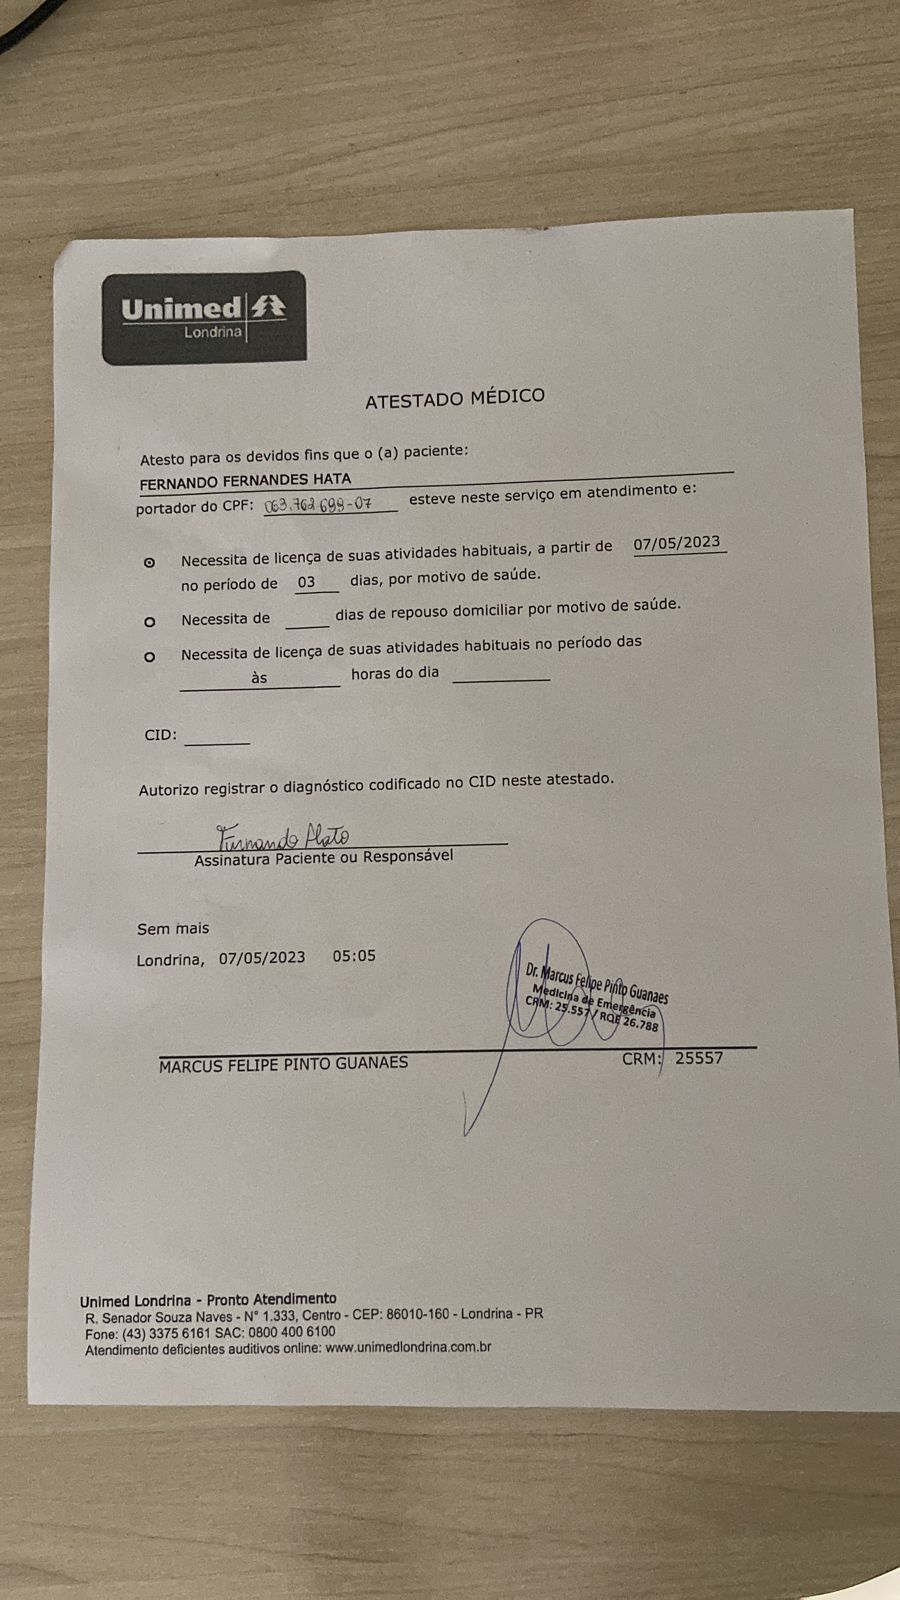 Unimed
Londrina
ATESTADO MÉDICO
Atesto para os devidos fins que o (a) paciente:
FERNANDO FERNANDES HATA
portador do CPF: 063.762 699-07 esteve neste serviço em atendimento e:
Necessita de licença de suas atividades habituais, a partir de 07/05/2023
no período de 03 dias, por motivo de saúde.
Necessita de ____ dias de repouso domiciliar por motivo de saúde.
Necessita de licença de suas atividades habituais no período das
às horas do dia
CID:
Autorizo registrar o diagnóstico codificado no CID neste atestado.
Fernando Hata
Assinatura Paciente ou Responsável
Sem mais
Londrina, 07/05/2023 05:05
Dr. Marcus Felipe Pinto Guanaes
Medicina de Emergência
CRM: 25.557 / RQE 26.788
MARCUS FELIPE PINTO GUANAES CRM: 25557
Unimed Londrina - Pronto Atendimento
R. Senador Souza Naves - N° 1.333, Centro - CEP: 86010-160 - Londrina - PR
Fone: (43) 3375 6161 SAC: 0800 400 6100
Atendimento deficientes auditivos online: www.unimedlondrina.com.br